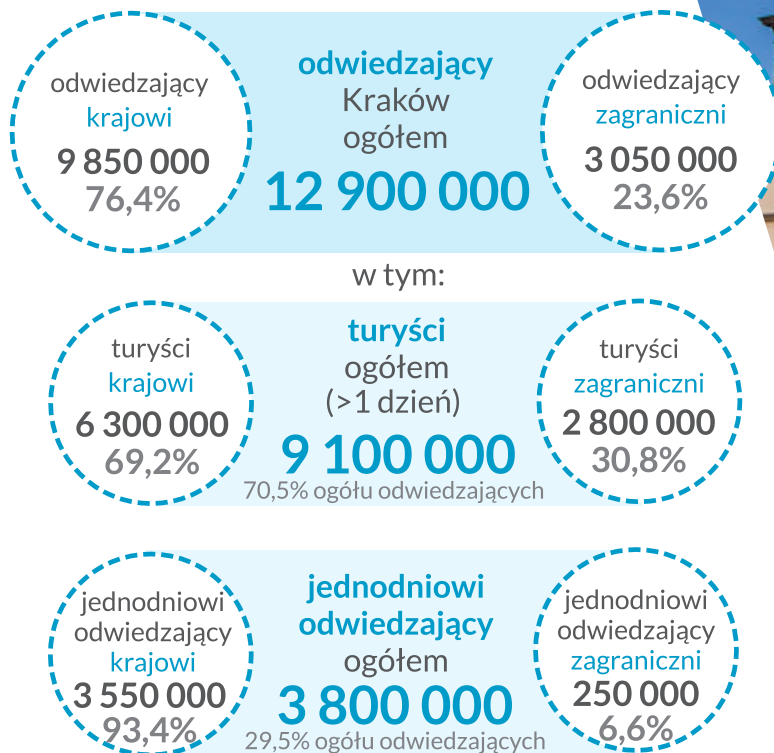 odwiedzający
krajowi
9 850 000
76,4%
odwiedzający
Kraków
ogółem
12 900 000
odwiedzający
zagraniczni
3 050 000
23,6%
w tym:
turyści
krajowi
6 300 000
69,2%
turyści
ogółem
(>1 dzień)
9 100 000
70,5% ogółu odwiedzających
turyści
zagraniczni
2 800 000
30,8%
jednodniowi
odwiedzający
krajowi
3 550 000
93,4%
jednodniowi
odwiedzający
ogółem
3 800 000
29,5% ogółu odwiedzających
jednodniowi
odwiedzający
zagraniczni
250 000
6,6%